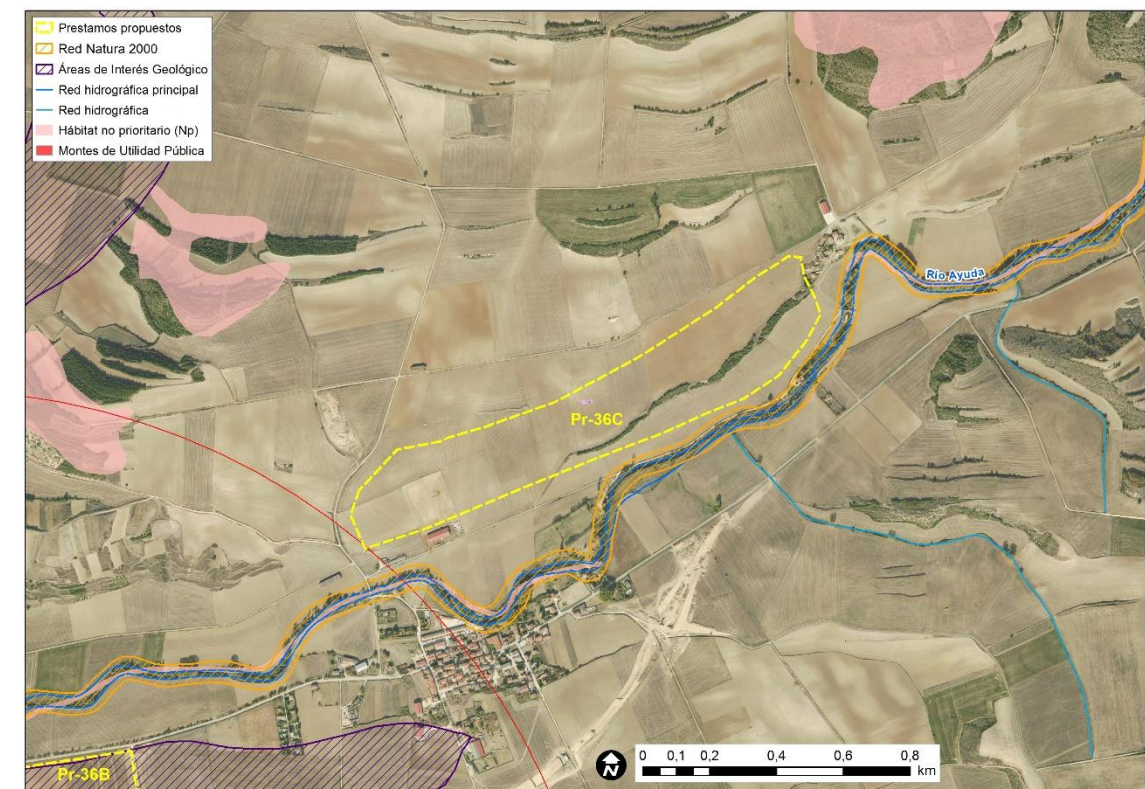 Prestamos propuestos
Red Natura 2000
Áreas de Interés Geológico
Red hidrográfica principal
Red hidrográfica
Hábitat no prioritario (Np)
Montes de Utilidad Pública
Río Ayuda
Pr-36C
Pr-36B
N
0 0,1 0,2 0,4 0,6 0,8
km